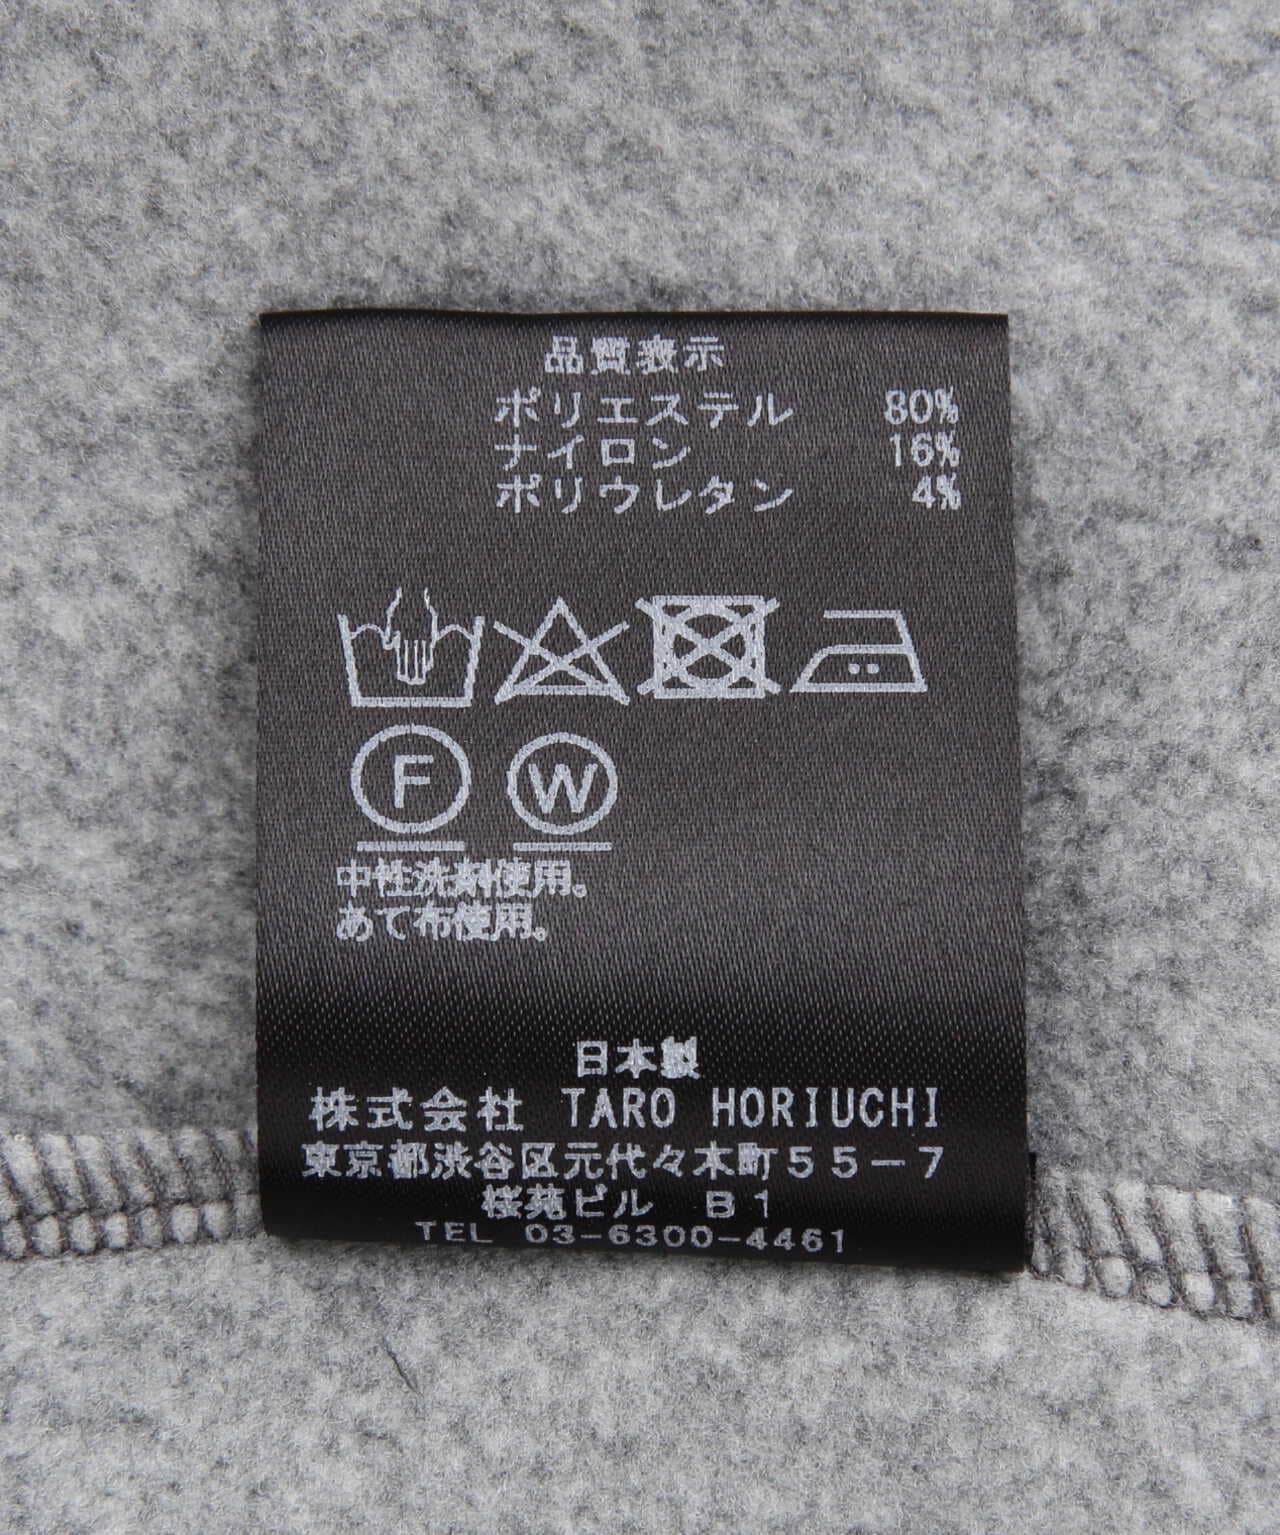 品質表示
ポリエステル 80%
ナイロン 16%
ポリウレタン 4%
F W
中性洗剤使用。
あて布使用。
日本製
株式会社 TARO HORIUCHI
東京都渋谷区元代々木町55-7
桜苑ビル B1
TEL 03-6300-4461